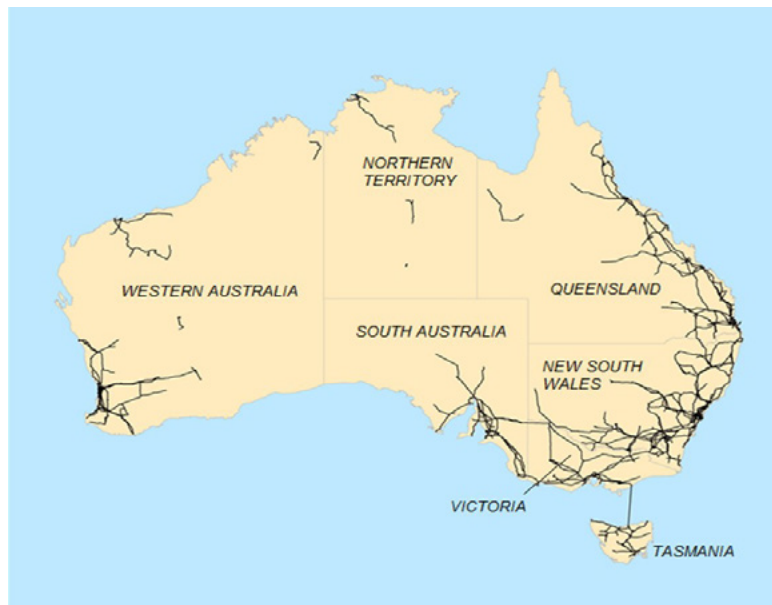 NORTHERN
TERRITORY
WESTERN AUSTRALIA
QUEENSLAND
SOUTH AUSTRALIA
NEW SOUTH
WALES
VICTORIA
TASMANIA